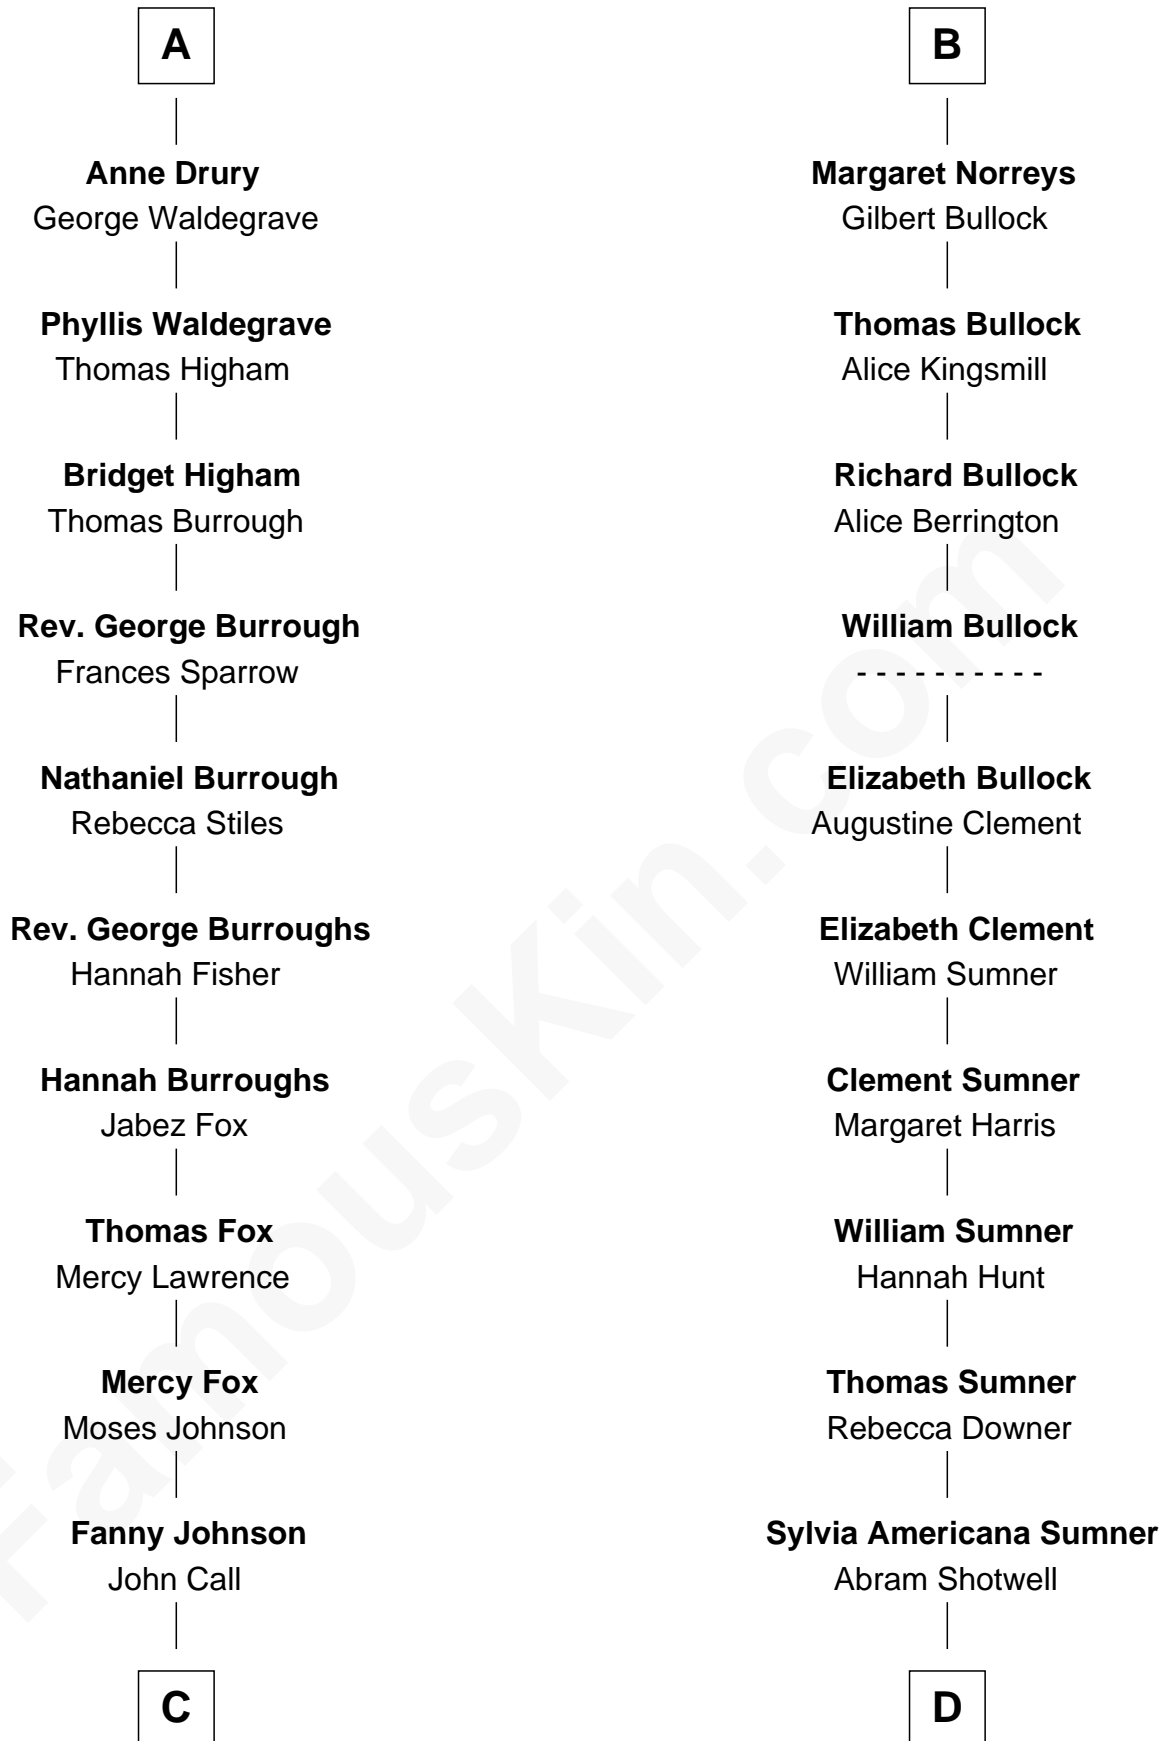 A
Anne Drury
George Waldegrave
Phyllis Waldegrave
Thomas Higham
Bridget Higham
Thomas Burrough
Rev. George Burrough
Frances Sparrow
Nathaniel Burrough
Rebecca Stiles
Rev. George Burroughs
Hannah Fisher
Hannah Burroughs
Jabez Fox
Thomas Fox
Mercy Lawrence
Mercy Fox
Moses Johnson
Fanny Johnson
John Call
C
B
Margaret Norreys
Gilbert Bullock
Thomas Bullock
Alice Kingsmill
Richard Bullock
Alice Berrington
William Bullock
- - - - - - - - - -
Elizabeth Bullock
Augustine Clement
Elizabeth Clement
William Sumner
Clement Sumner
Margaret Harris
William Sumner
Hannah Hunt
Thomas Sumner
Rebecca Downer
Sylvia Americana Sumner
Abram Shotwell
D
FamousKin.com